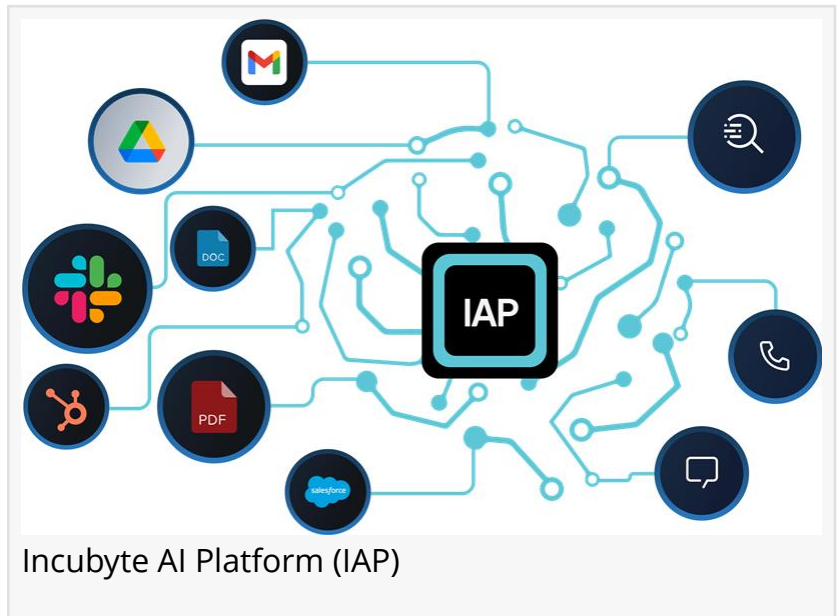 DOC
IAP
PDF
salesforce
Incubyte AI Platform (IAP)